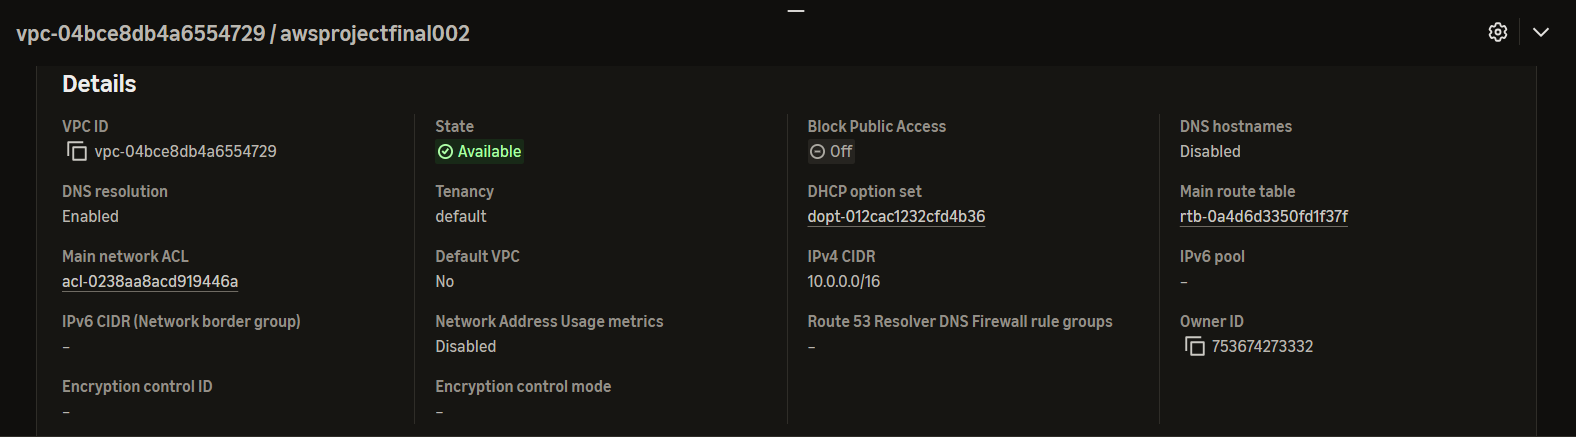 vpc-04bce8db4a6554729 / awsprojectfinal002
Details
VPC ID
vpc-04bce8db4a6554729
State
Available
Block Public Access
Off
DNS hostnames
Disabled
DNS resolution
Enabled
Tenancy
default
DHCP option set
dopt-012cac1232cfd4b36
Main route table
rtb-0a4d6d3350fd1f37f
Main network ACL
acl-0238aa8acd919446a
Default VPC
No
IPv4 CIDR
10.0.0.0/16
IPv6 pool
–
IPv6 CIDR (Network border group)
–
Network Address Usage metrics
Disabled
Route 53 Resolver DNS Firewall rule groups
–
Owner ID
753674273332
Encryption control ID
–
Encryption control mode
–